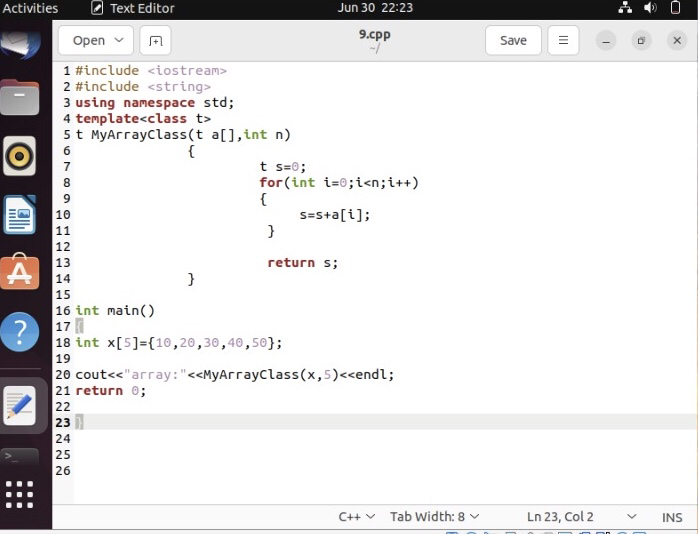 Activities Text Editor Jun 30 22:23
Open 9.cpp Save
~/
1 #include <iostream>
2 #include <string>
3 using namespace std;
4 template<class t>
5 t MyArrayClass(t a[],int n)
6 {
7 t s=0;
8 for(int i=0;i<n;i++)
9 {
10 s=s+a[i];
11 }
12
13 return s;
14 }
15
16 int main()
17 {
18 int x[5]={10,20,30,40,50};
19
20 cout<<"array:"<<MyArrayClass(x,5)<<endl;
21 return 0;
22
23 }
24
25
26
C++ Tab Width: 8 Ln 23, Col 2 INS